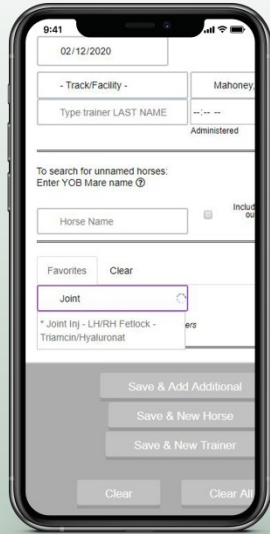 9:41
02/12/2020
- Track/Facility -
Mahoney,
Type trainer LAST NAME
--:-- --
Administered
To search for unnamed horses:
Enter YOB Mare name ?
Includ
Horse Name
ou
Favorites
Clear
Joint
* Joint Inj - LH/RH Fetlock -
Triamcin/Hyaluronat
ers
Save & Add Additional
Save & New Horse
Save & New Trainer
Clear
Clear All